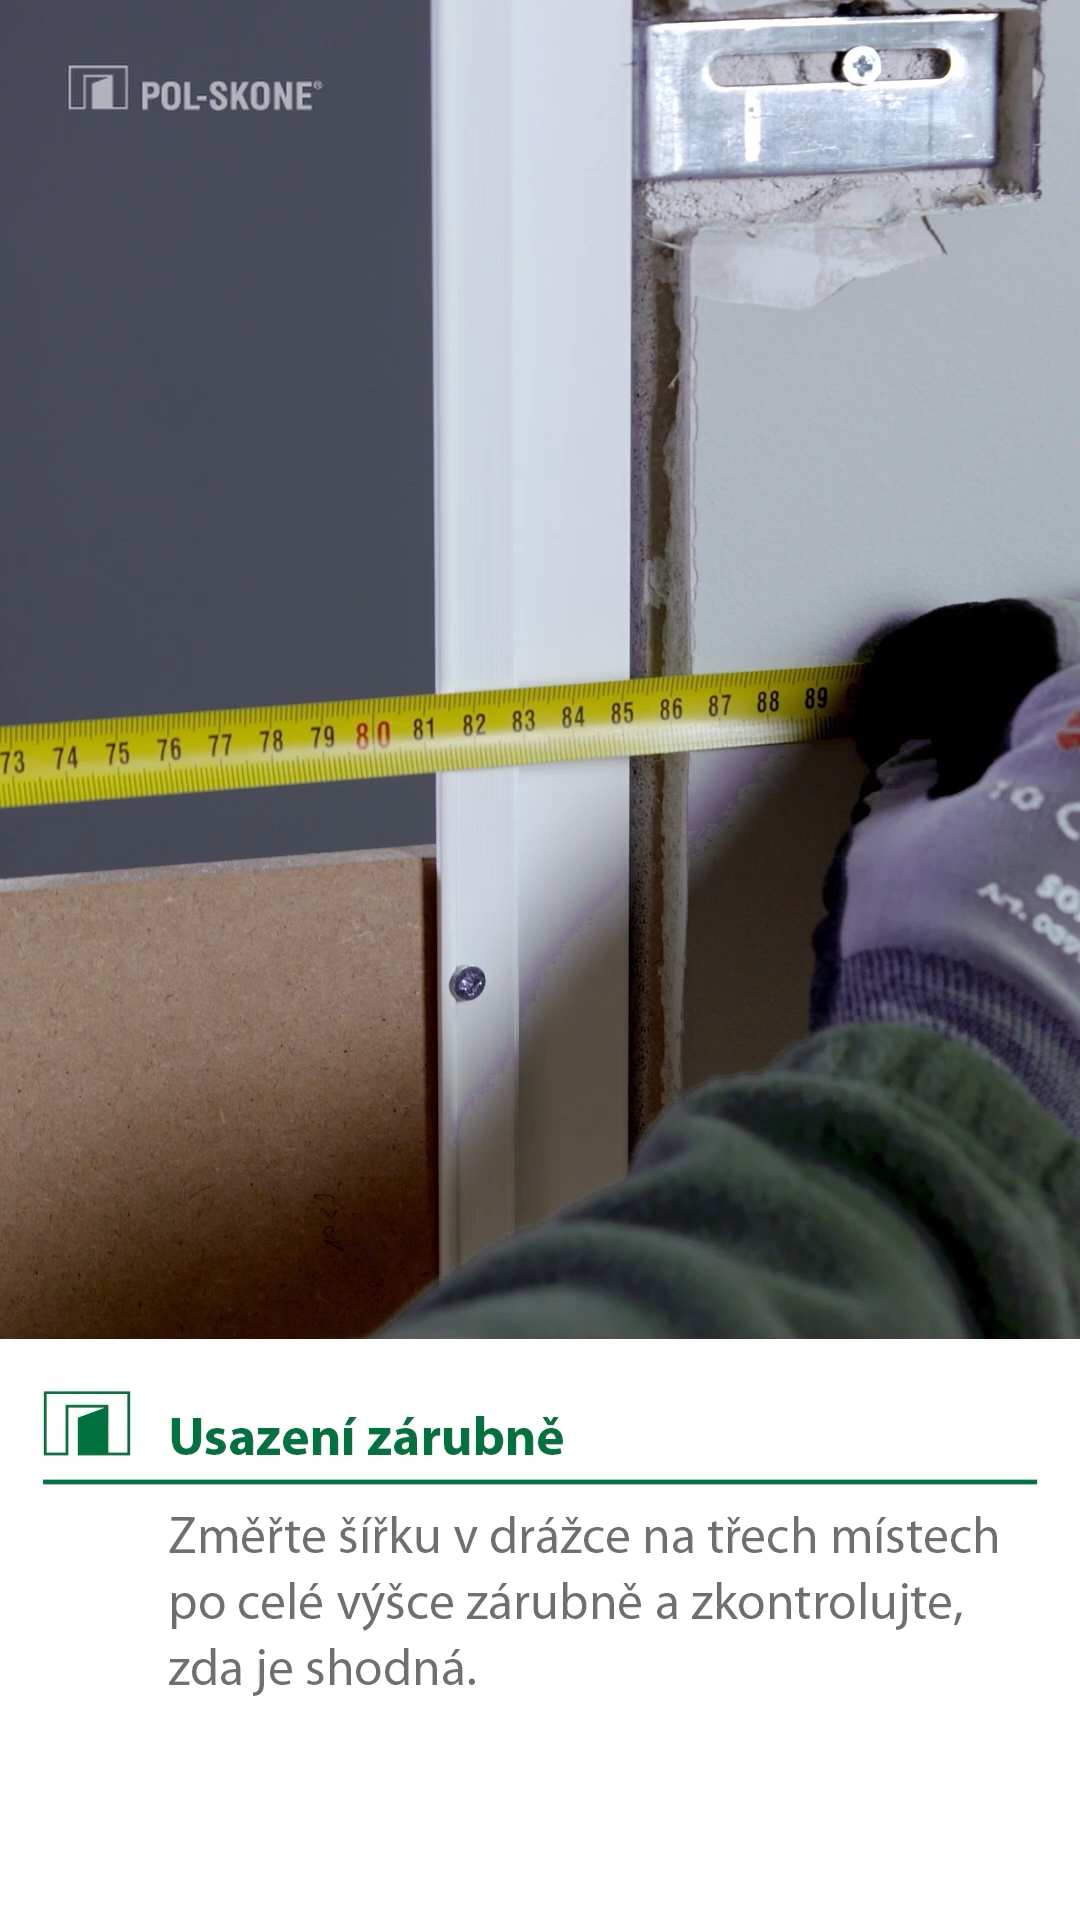 POL-SKONE®
73 74 75 76 77 78 79 80 81 82 83 84 85 86 87 88 89
Usazení zárubně
Změřte šířku v drážce na třech místech
po celé výšce zárubně a zkontrolujte,
zda je shodná.